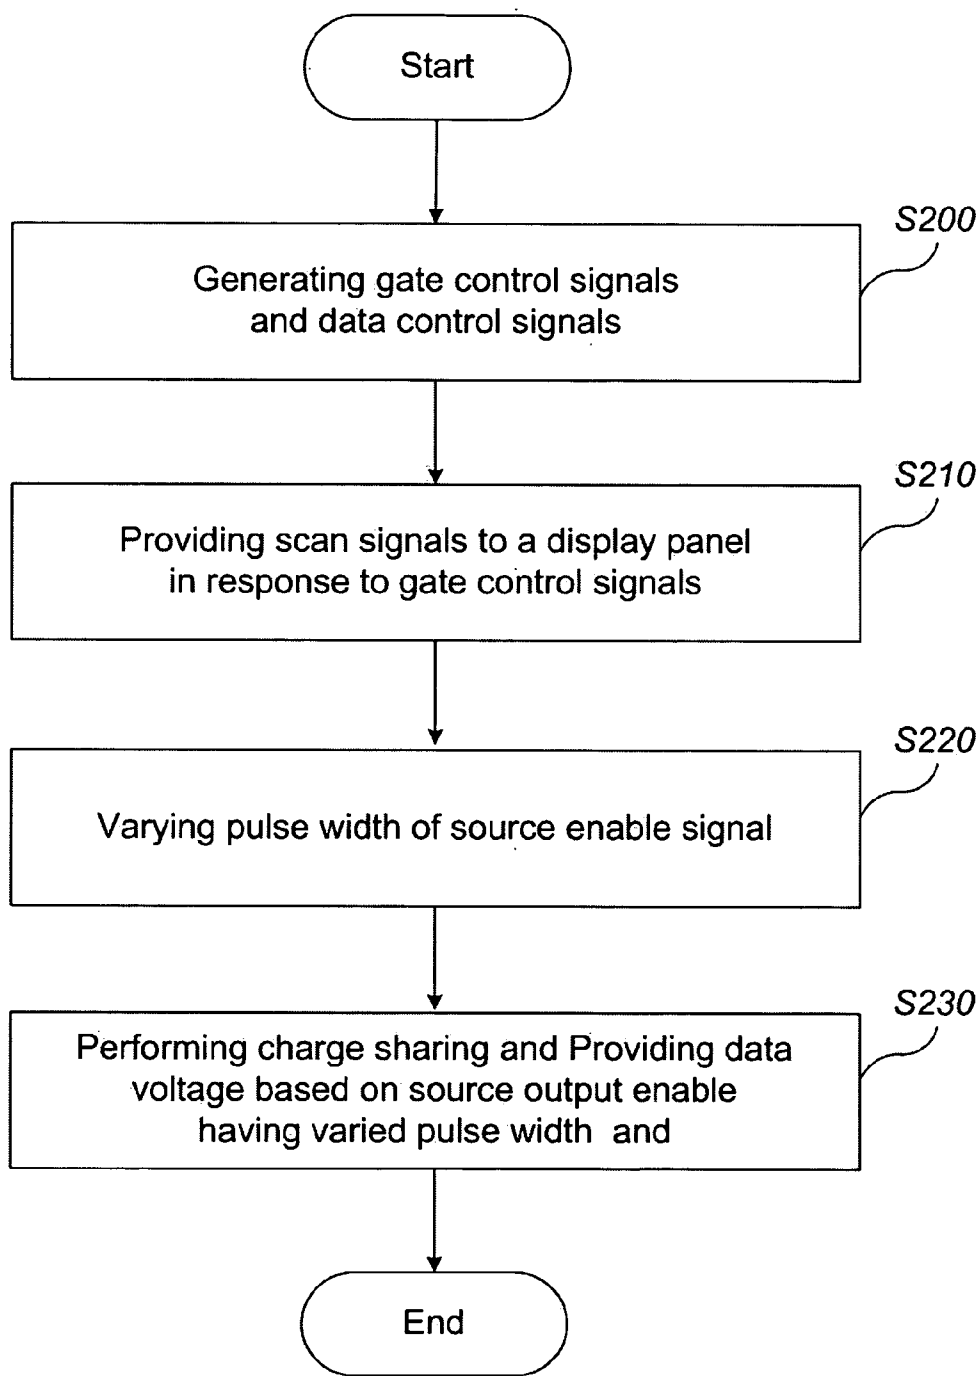 Start
S200
Generating gate control signals
and data control signals
S210
Providing scan signals to a display panel
in response to gate control signals
S220
Varying pulse width of source enable signal
S230
Performing charge sharing and Providing data
voltage based on source output enable
having varied pulse width and
End